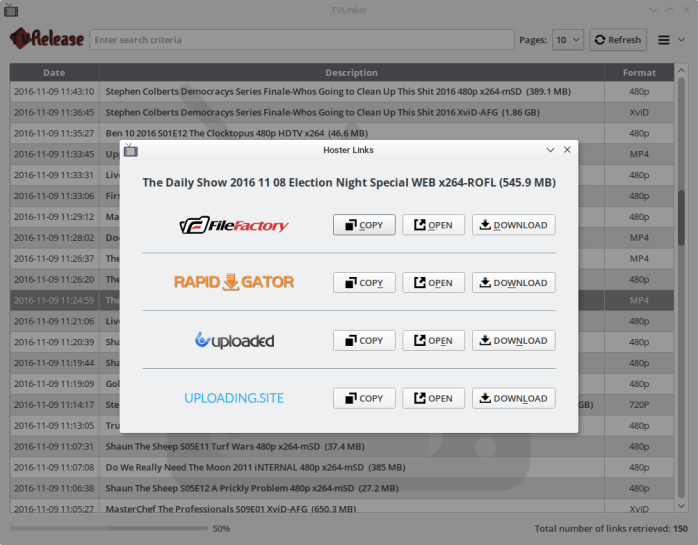 TVLinker
TVRelease Enter search criteria Pages: 10 Refresh
Date Description Format
2016-11-09 11:43:10 Stephen Colberts Democracys Series Finale-Whos Going to Clean Up This Shit 2016 480p x264-mSD (389.1 MB) 480p
2016-11-09 11:36:45 Stephen Colberts Democracys Series Finale-Whos Going to Clean Up This Shit 2016 XviD-AFG (1.86 GB) XviD
2016-11-09 11:35:27 Ben 10 2016 S01E12 The Clocktopus 480p HDTV x264 (46.6 MB) 480p
2016-11-09 11:33:45 MP4
2016-11-09 11:33:31 480p
2016-11-09 11:33:06 480p
2016-11-09 11:29:12 480p
2016-11-09 11:28:02 MP4
2016-11-09 11:26:37 MP4
2016-11-09 11:26:20 480p
2016-11-09 11:24:59 MP4
2016-11-09 11:21:06 480p
2016-11-09 11:20:39 480p
2016-11-09 11:19:44 480p
2016-11-09 11:19:09 480p
2016-11-09 11:14:17 GB) 720P
2016-11-09 11:13:05 480p
2016-11-09 11:07:31 Shaun The Sheep S05E11 Turf Wars 480p x264-mSD (37.4 MB) 480p
2016-11-09 11:07:08 Do We Really Need The Moon 2011 iNTERNAL 480p x264-mSD (385 MB) 480p
2016-11-09 11:06:38 Shaun The Sheep S05E12 A Prickly Problem 480p x264-mSD (27.2 MB) 480p
2016-11-09 11:05:27 MasterChef The Professionals S09E01 XviD-AFG (650.3 MB) XviD
50% Total number of links retrieved: 150
Hoster Links
The Daily Show 2016 11 08 Election Night Special WEB x264-ROFL (545.9 MB)
FileFactory COPY OPEN DOWNLOAD
RAPID GATOR COPY OPEN DOWNLOAD
uploaded COPY OPEN DOWNLOAD
UPLOADING.SITE COPY OPEN DOWNLOAD